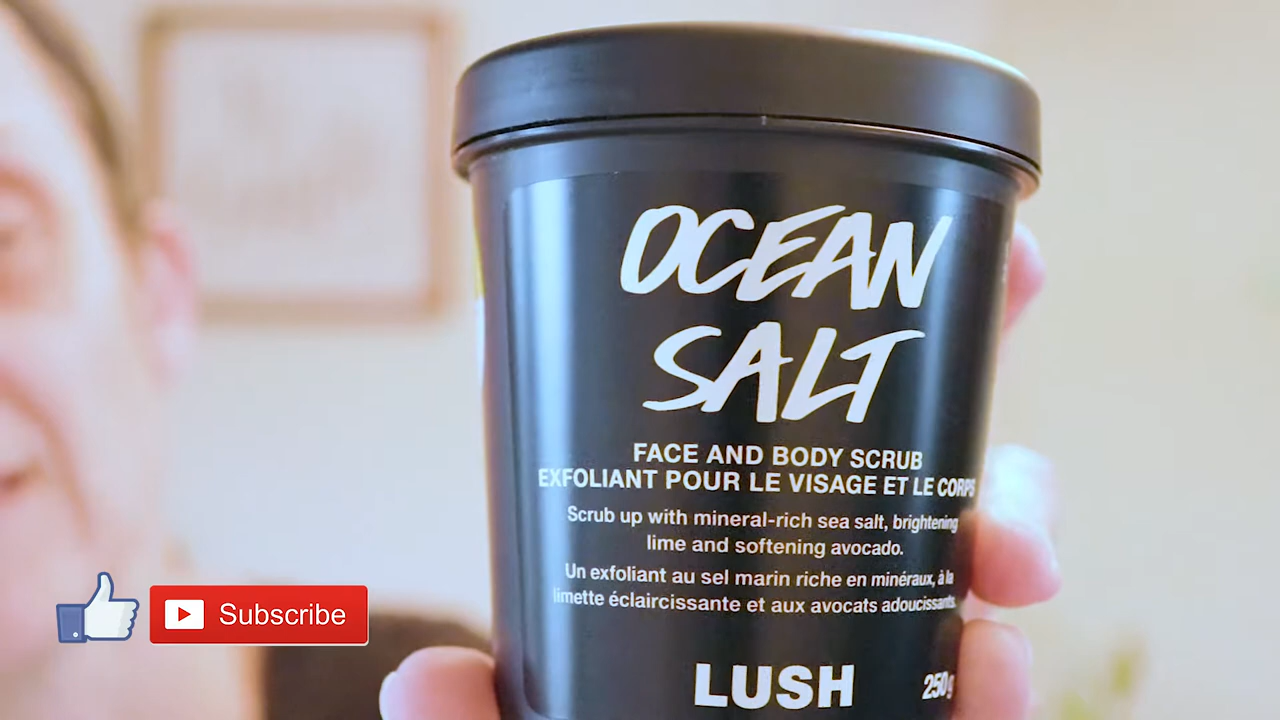 OCEAN
SALT
FACE AND BODY SCRUB
EXFOLIANT POUR LE VISAGE ET LE CORPS
Scrub up with mineral-rich sea salt, brightening
lime and softening avocado.
Un exfoliant au sel marin riche en minéraux, à la
limette éclaircissante et aux avocats adoucissants.
LUSH
250g
Subscribe